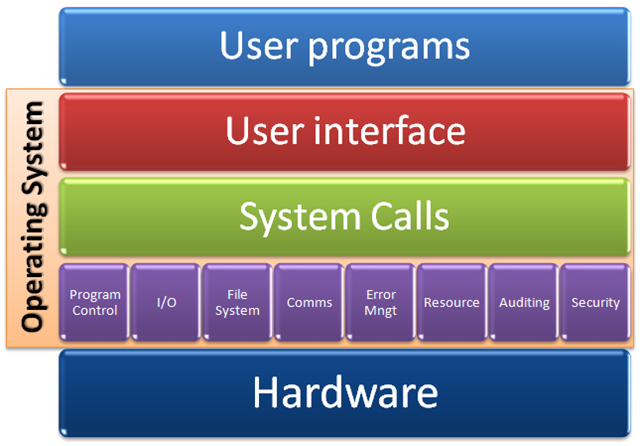 User programs
Operating System
User interface
System Calls
Program
Control
I/O
File
System
Comms
Error
Mngt
Resource
Auditing
Security
Hardware